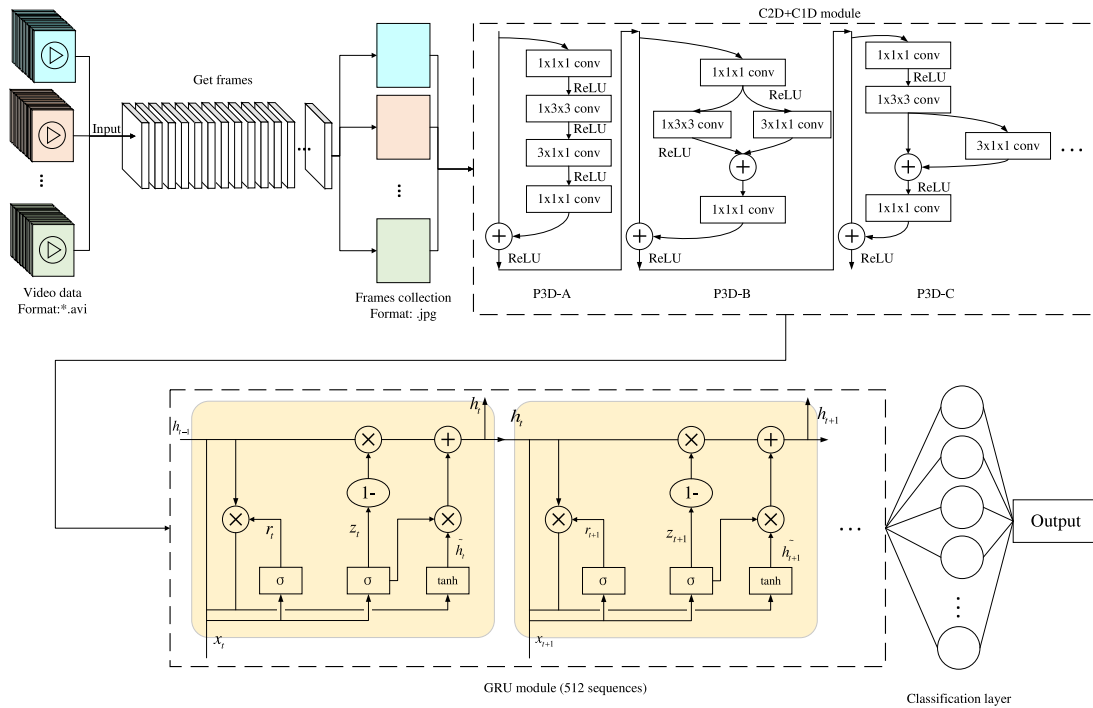 C2D+C1D module
Get frames
Input
...
Video data
Format:*.avi
Frames collection
Format: .jpg
1x1x1 conv
ReLU
1x3x3 conv
ReLU
3x1x1 conv
ReLU
1x1x1 conv
+
ReLU
P3D-A
1x1x1 conv
ReLU
1x3x3 conv
3x1x1 conv
ReLU
+
1x1x1 conv
+
ReLU
P3D-B
1x1x1 conv
ReLU
1x3x3 conv
3x1x1 conv
+
ReLU
1x1x1 conv
+
ReLU
P3D-C
...
h_{t-1}
h_t
×
+
1-
×
r_t
z_t
×
h̃_t
σ
σ
tanh
x_t
h_t
h_{t+1}
×
+
1-
×
r_{t+1}
z_{t+1}
×
h̃_{t+1}
σ
σ
tanh
x_{t+1}
...
GRU module (512 sequences)
Output
Classification layer